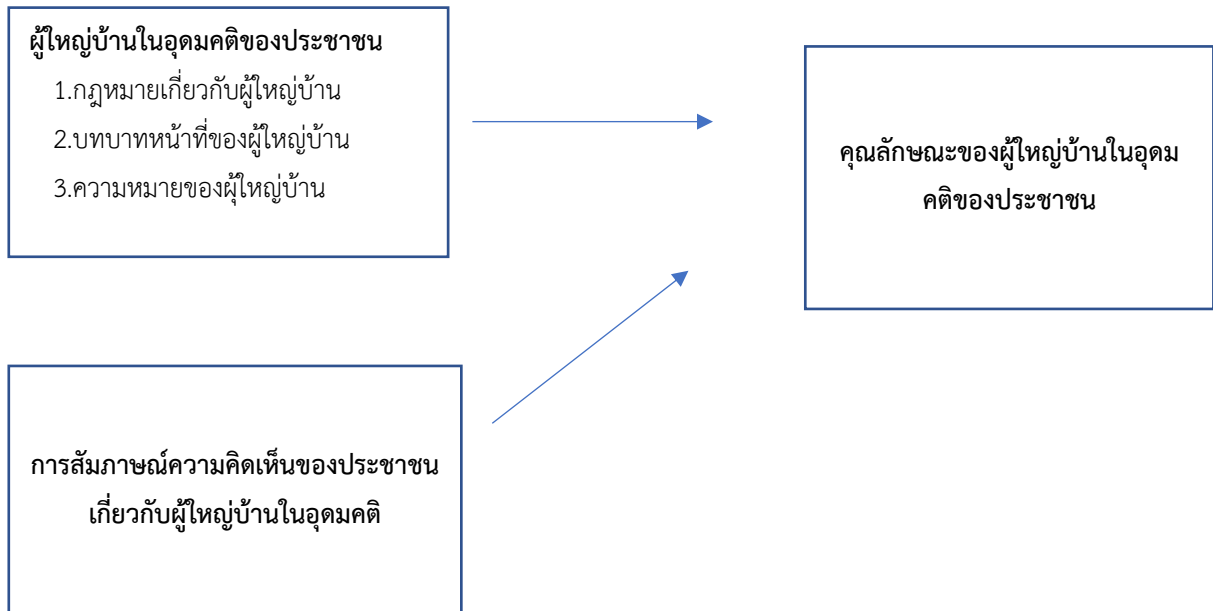 ผู้ใหญ่บ้านในอุดมคติของประชาชน
1.กฎหมายเกี่ยวกับผู้ใหญ่บ้าน
2.บทบาทหน้าที่ของผู้ใหญ่บ้าน
3.ความหมายของผุ้ใหญ่บ้าน
คุณลักษณะของผู้ใหญ่บ้านในอุดม
คติของประชาชน
การสัมภาษณ์ความคิดเห็นของประชาชน
เกี่ยวกับผู้ใหญ่บ้านในอุดมคติ